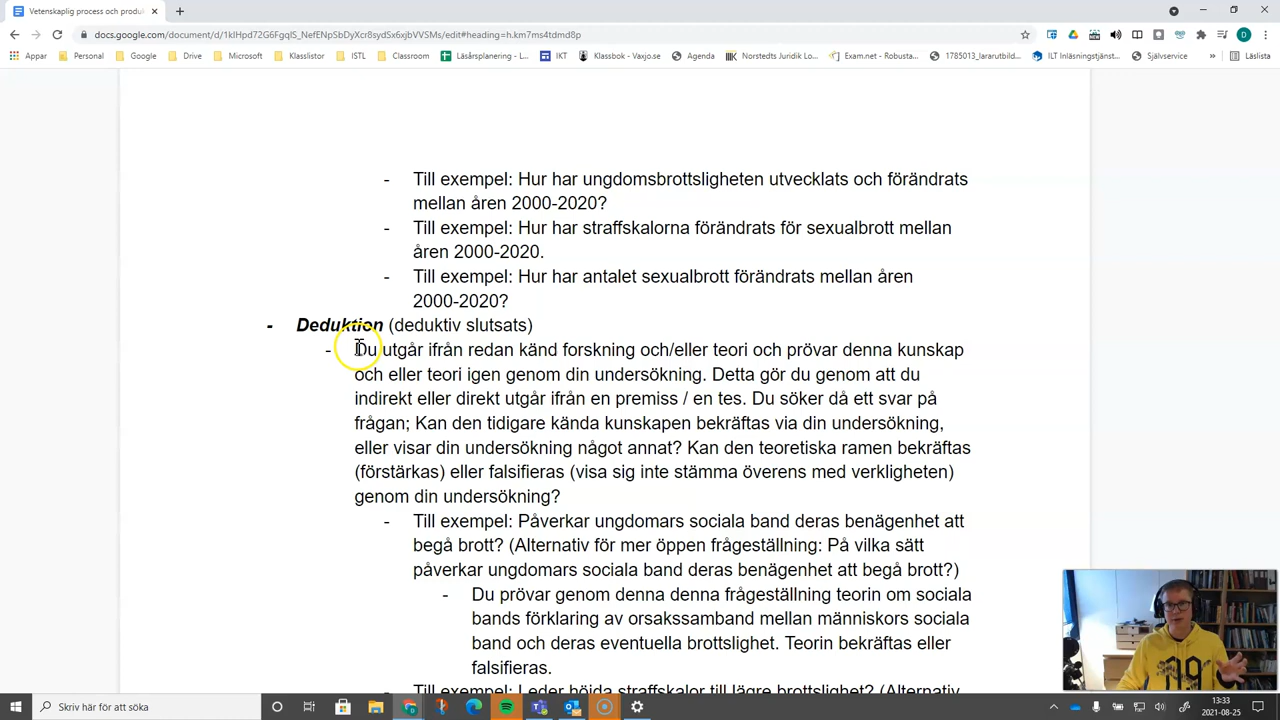 Vetenskaplig process och produk
docs.google.com/document/d/1kIHpd72G6FgqIS_NefENpSbDyXcr8sydSx6xjbVVSMs/edit#heading=h.km7ms4tdmd8p
Appar Personal Google Drive Microsoft Klasslistor ISTL Classroom Läsårsplanering - L... IKT Klassbok - Vaxjo.se Agenda Norstedts Juridik Lo... Exam.net - Robusta... 1785013_lararutbild... ILT Inläsningstjänst... Självservice » Läslista
- Till exempel: Hur har ungdomsbrottsligheten utvecklats och förändrats
mellan åren 2000-2020?
- Till exempel: Hur har straffskalorna förändrats för sexualbrott mellan
åren 2000-2020.
- Till exempel: Hur har antalet sexualbrott förändrats mellan åren
2000-2020?
- Deduktion (deduktiv slutsats)
- Du utgår ifrån redan känd forskning och/eller teori och prövar denna kunskap
och eller teori igen genom din undersökning. Detta gör du genom att du
indirekt eller direkt utgår ifrån en premiss / en tes. Du söker då ett svar på
frågan; Kan den tidigare kända kunskapen bekräftas via din undersökning,
eller visar din undersökning något annat? Kan den teoretiska ramen bekräftas
(förstärkas) eller falsifieras (visa sig inte stämma överens med verkligheten)
genom din undersökning?
- Till exempel: Påverkar ungdomars sociala band deras benägenhet att
begå brott? (Alternativ för mer öppen frågeställning: På vilka sätt
påverkar ungdomars sociala band deras benägenhet att begå brott?)
- Du prövar genom denna denna frågeställning teorin om sociala
bands förklaring av orsakssamband mellan människors sociala
band och deras eventuella brottslighet. Teorin bekräftas eller
falsifieras.
- Till exempel: Leder höjda straffskalor till lägre brottslighet? (Alternativ
Skriv här för att söka
13:33
2021-08-25